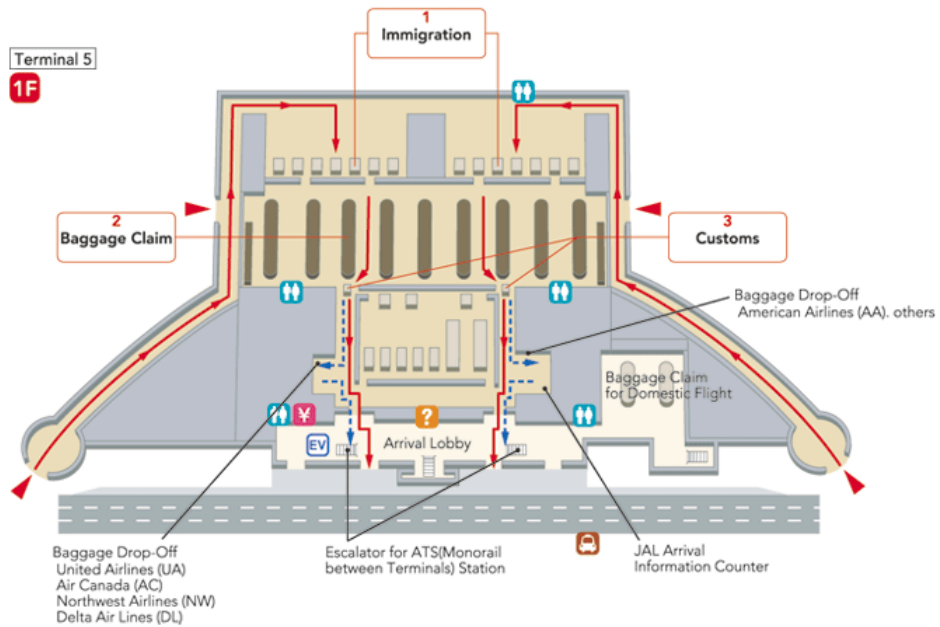 Terminal 5
1F
1
Immigration
2
Baggage Claim
3
Customs
Baggage Drop-Off
American Airlines (AA). others
Baggage Claim
for Domestic Flight
¥
?
EV
Arrival Lobby
Baggage Drop-Off
United Airlines (UA)
Air Canada (AC)
Northwest Airlines (NW)
Delta Air Lines (DL)
Escalator for ATS(Monorail
between Terminals) Station
JAL Arrival
Information Counter